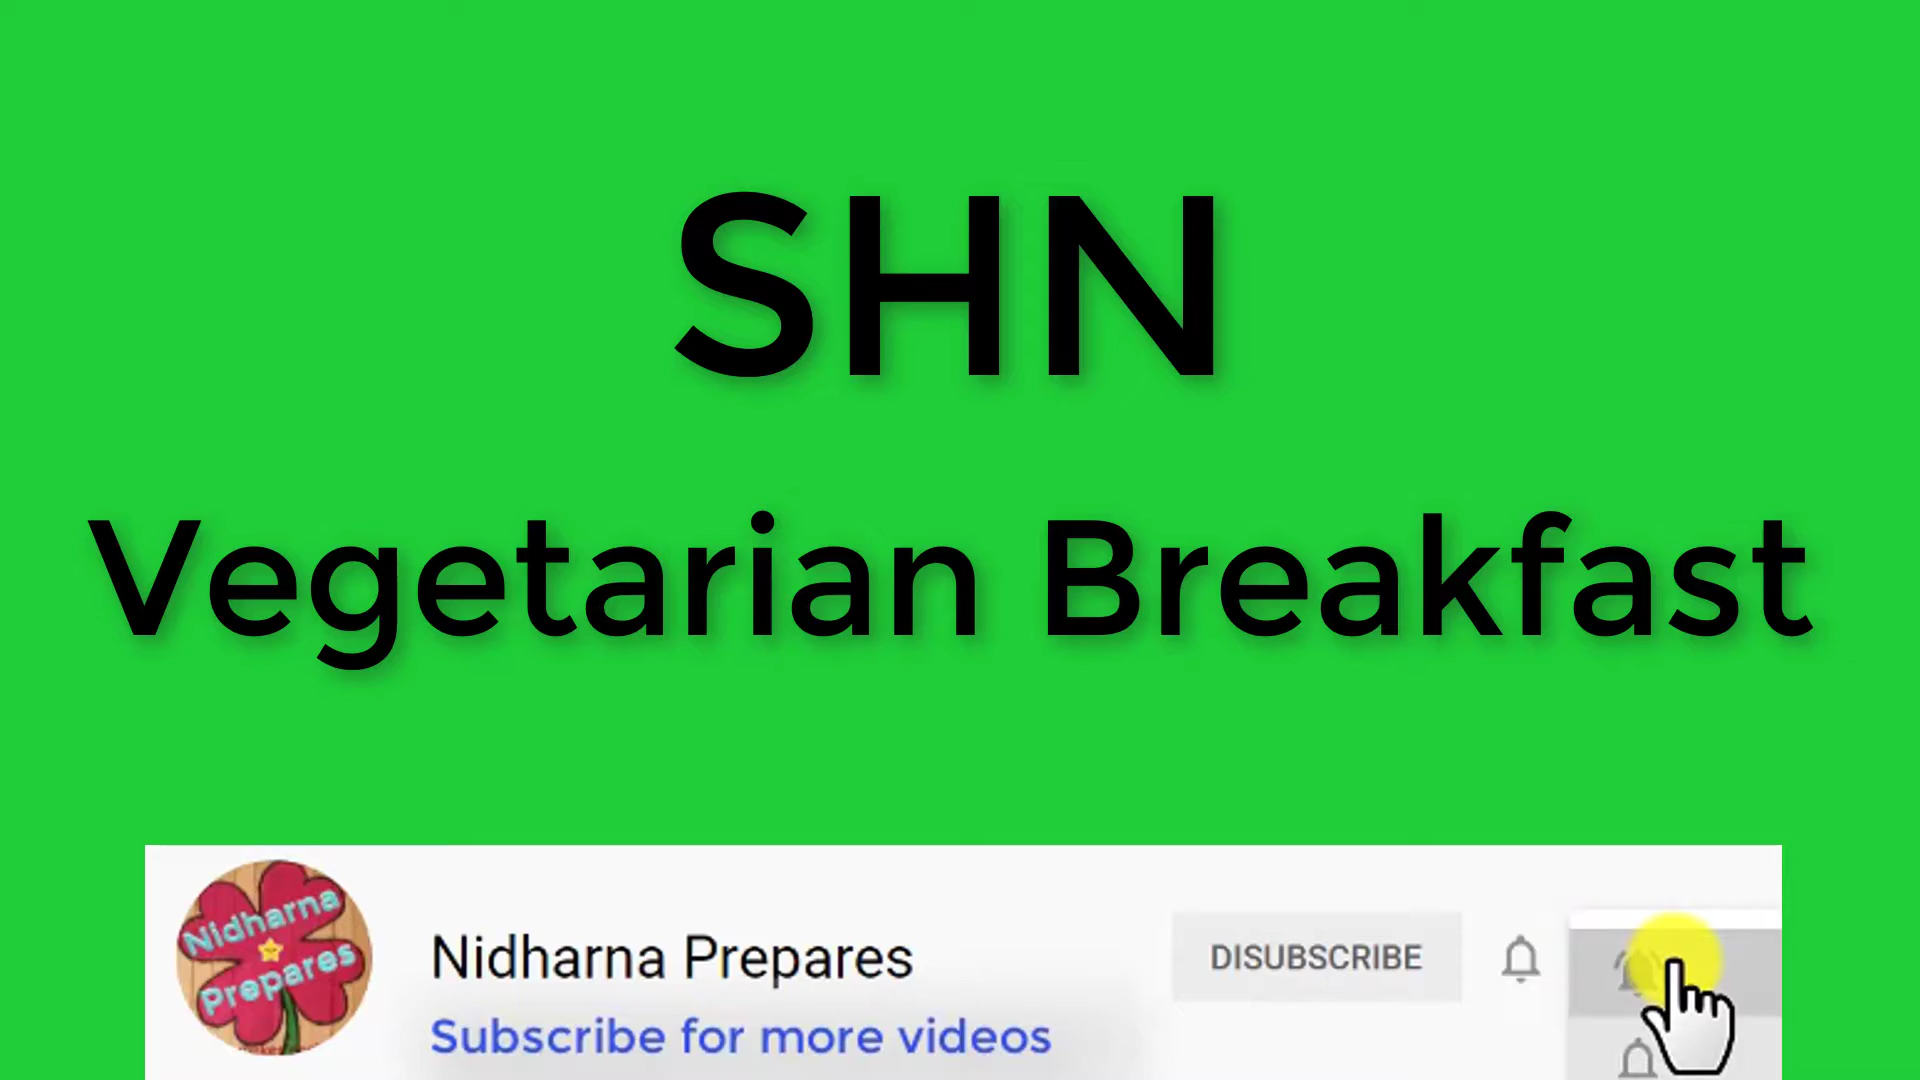 SHN
Vegetarian Breakfast
Nidharna
Prepares
Nidharna Prepares
DISUBSCRIBE
Subscribe for more videos